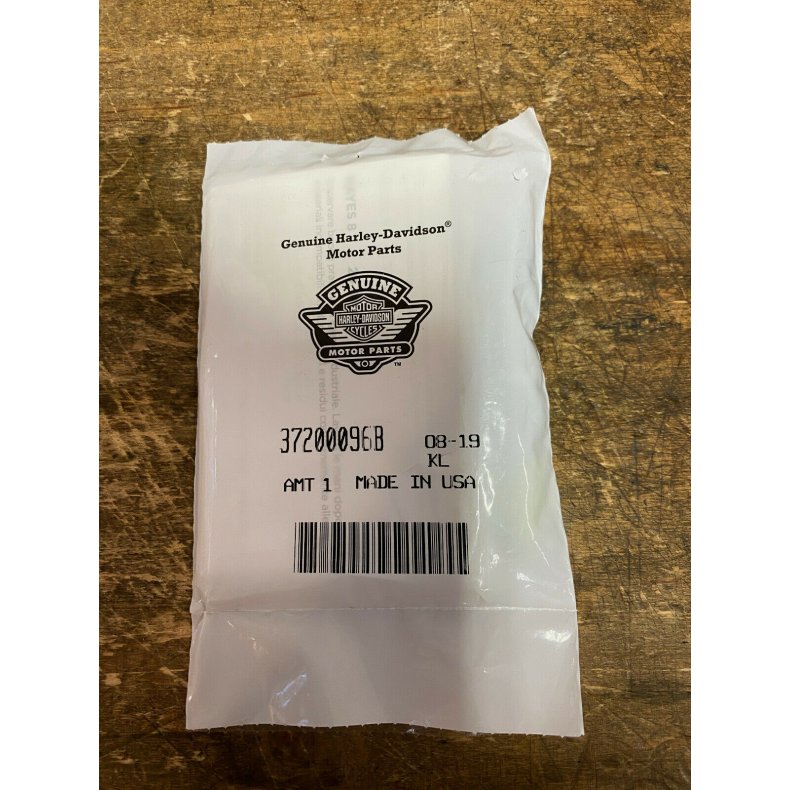 Genuine Harley-Davidson®
Motor Parts
GENUINE
MOTOR
HARLEY-DAVIDSON
CYCLES
MOTOR PARTS
™
37200096B 08-19
KL
AMT 1 MADE IN USA